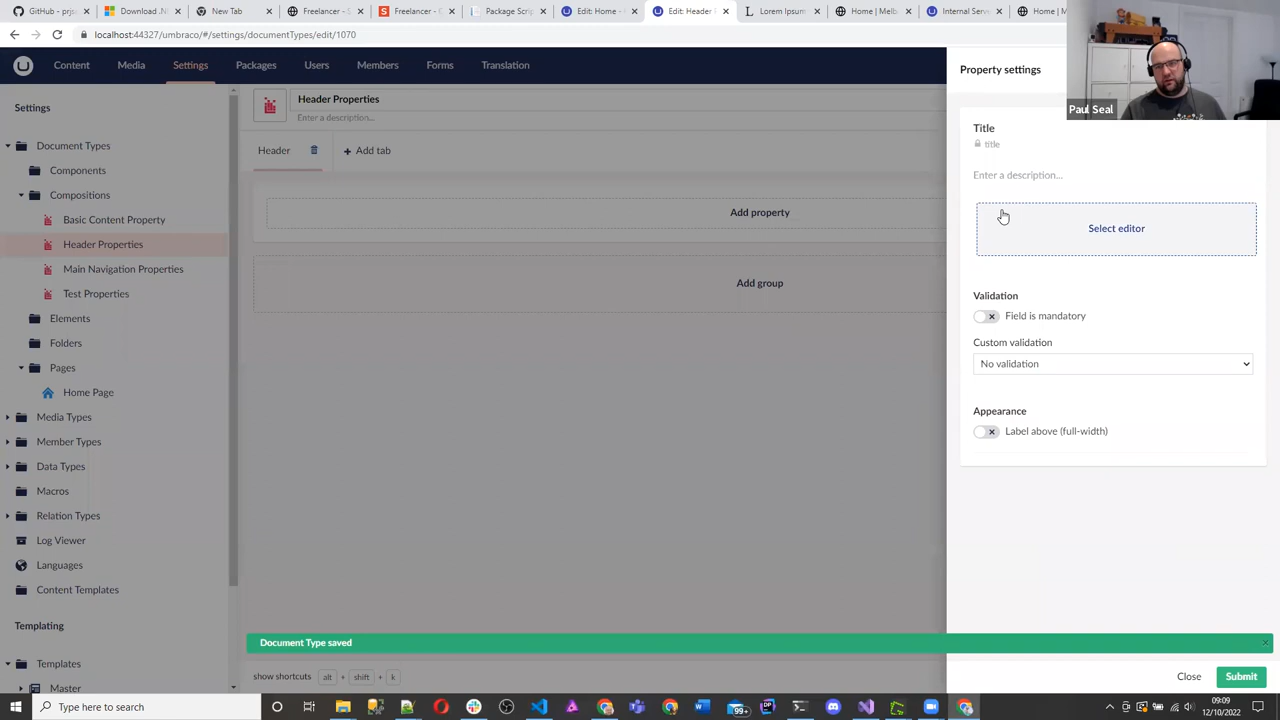 GitHub - prjse
Download .NE
New Tab
Freelancer - S
Freelancer - C
Package Scrip
Edit: Home -
Edit: Header P
Lorem Ipsum
Home | Melb
Internal Serve
Home | M
localhost:44327/umbraco/#/settings/documentTypes/edit/1070
Content
Media
Settings
Packages
Users
Members
Forms
Translation
Property settings
Paul Seal
Settings
Header Properties
Enter a description...
Title
title
Document Types
Header
Add tab
Components
Enter a description...
Compositions
Basic Content Property
Add property
Select editor
Header Properties
Main Navigation Properties
Add group
Test Properties
Validation
Elements
Field is mandatory
Folders
Custom validation
Pages
No validation
Home Page
Media Types
Appearance
Member Types
Label above (full-width)
Data Types
Macros
Relation Types
Log Viewer
Languages
Content Templates
Templating
Document Type saved
Templates
show shortcuts alt + shift + k
Close
Submit
Master
Type here to search
99+
09:09
12/10/2022